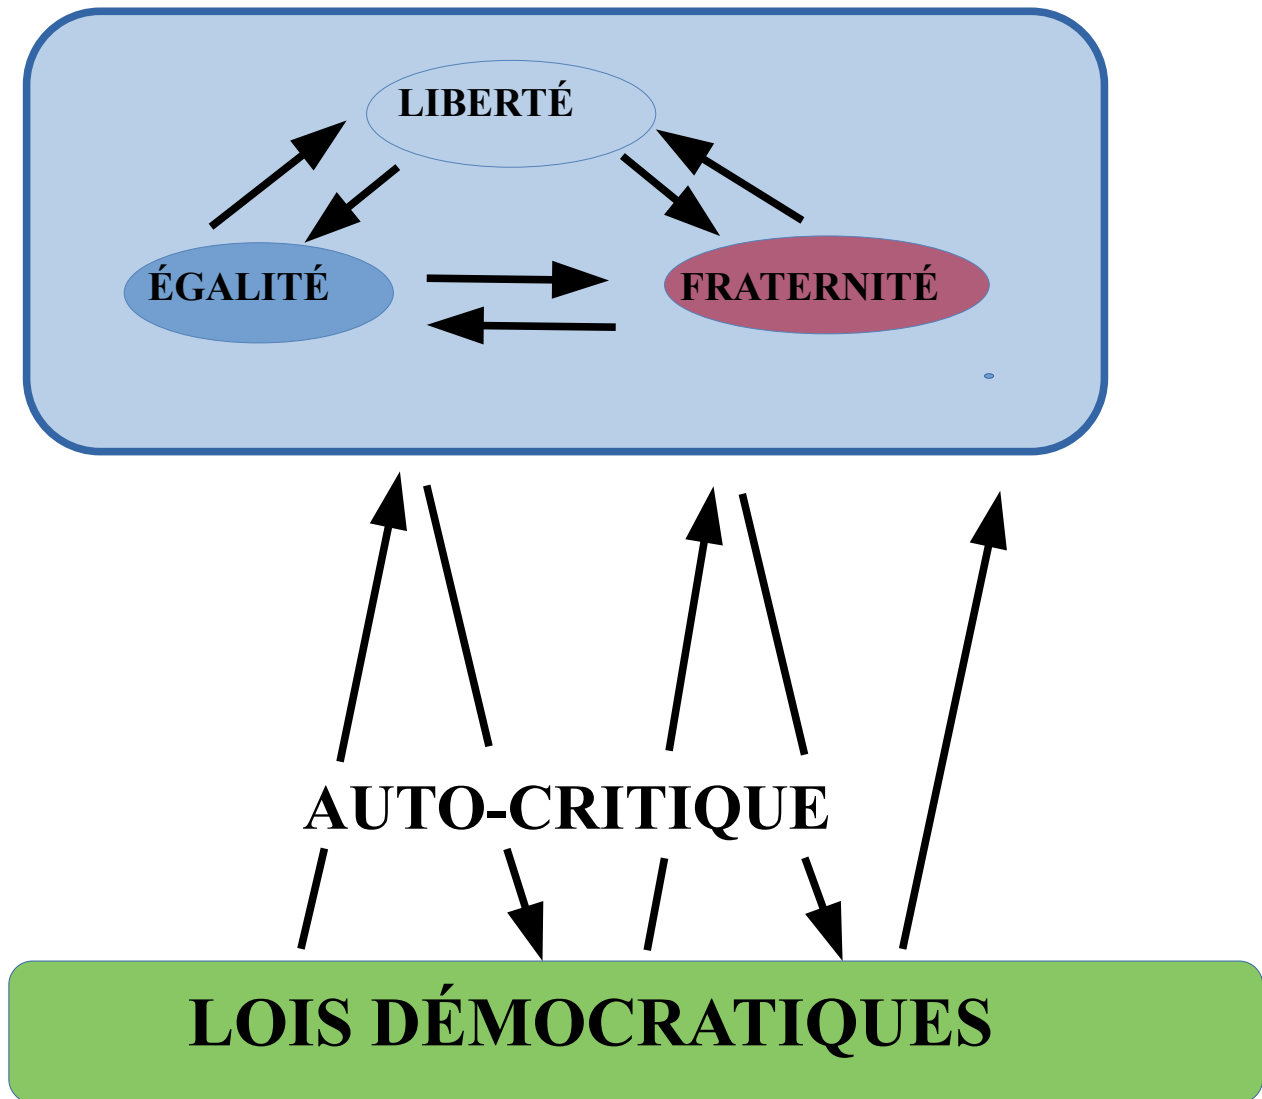 LIBERTÉ
ÉGALITÉ
FRATERNITÉ
AUTO-CRITIQUE
LOIS DÉMOCRATIQUES